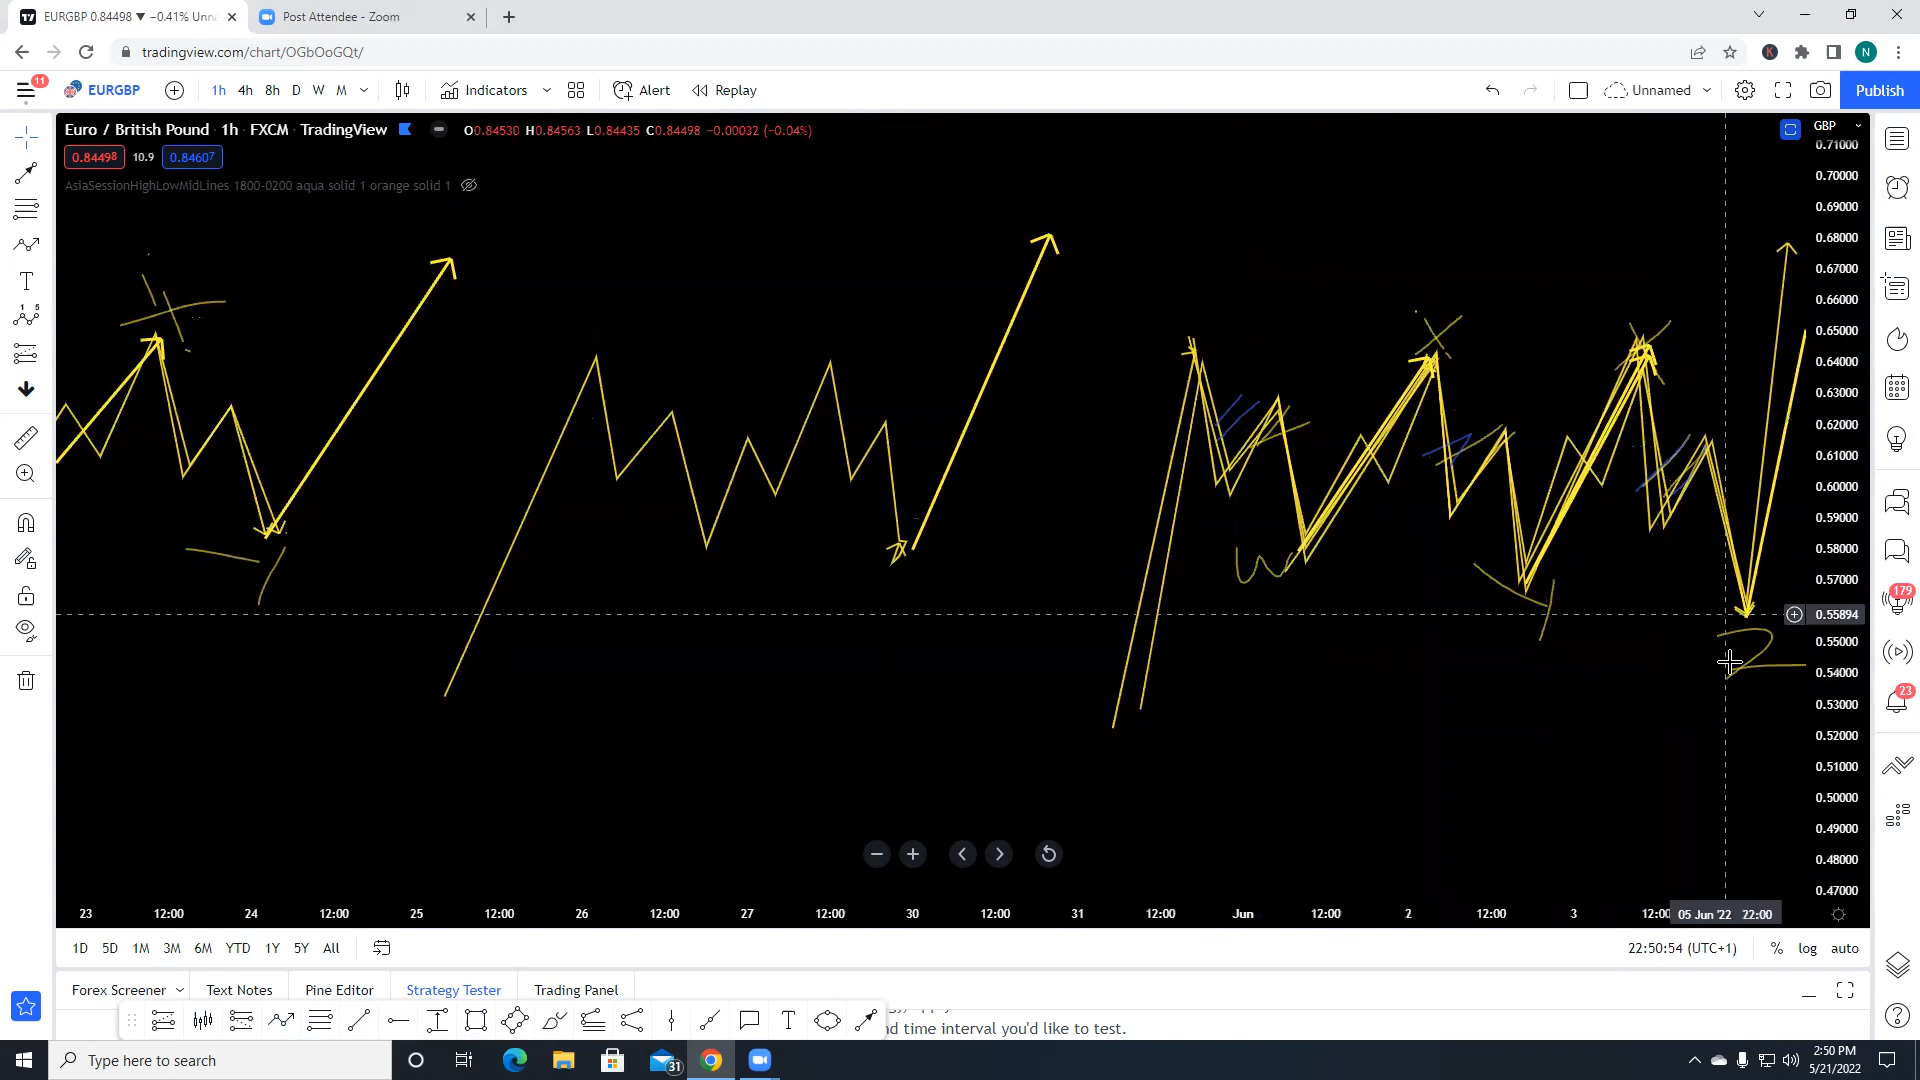 EURGBP 0.84498 ▼ −0.41% Unn
Post Attendee - Zoom
tradingview.com/chart/OGbOoGQt/
K
N
11
EURGBP
1h 4h 8h D W M
Indicators
Alert
Replay
Unnamed
Publish
Euro / British Pound · 1h · FXCM · TradingView
O0.84530 H0.84563 L0.84435 C0.84498 −0.00032 (−0.04%)
GBP
0.84498 10.9 0.84607
AsiaSessionHighLowMidLines 1800-0200 aqua solid 1 orange solid 1
0.71000
0.70000
0.69000
0.68000
0.67000
0.66000
0.65000
0.64000
0.63000
0.62000
0.61000
0.60000
0.59000
0.58000
0.57000
0.55894
0.55000
0.54000
0.53000
0.52000
0.51000
0.50000
0.49000
0.48000
0.47000
179
23
2
23 12:00 24 12:00 25 12:00 26 12:00 27 12:00 30 12:00 31 12:00 Jun 12:00 2 12:00 3 12:00 05 Jun '22 22:00
1D 5D 1M 3M 6M YTD 1Y 5Y All
22:50:54 (UTC+1) % log auto
Forex Screener Text Notes Pine Editor Strategy Tester Trading Panel
nd time interval you'd like to test.
Type here to search
31
2:50 PM
5/21/2022